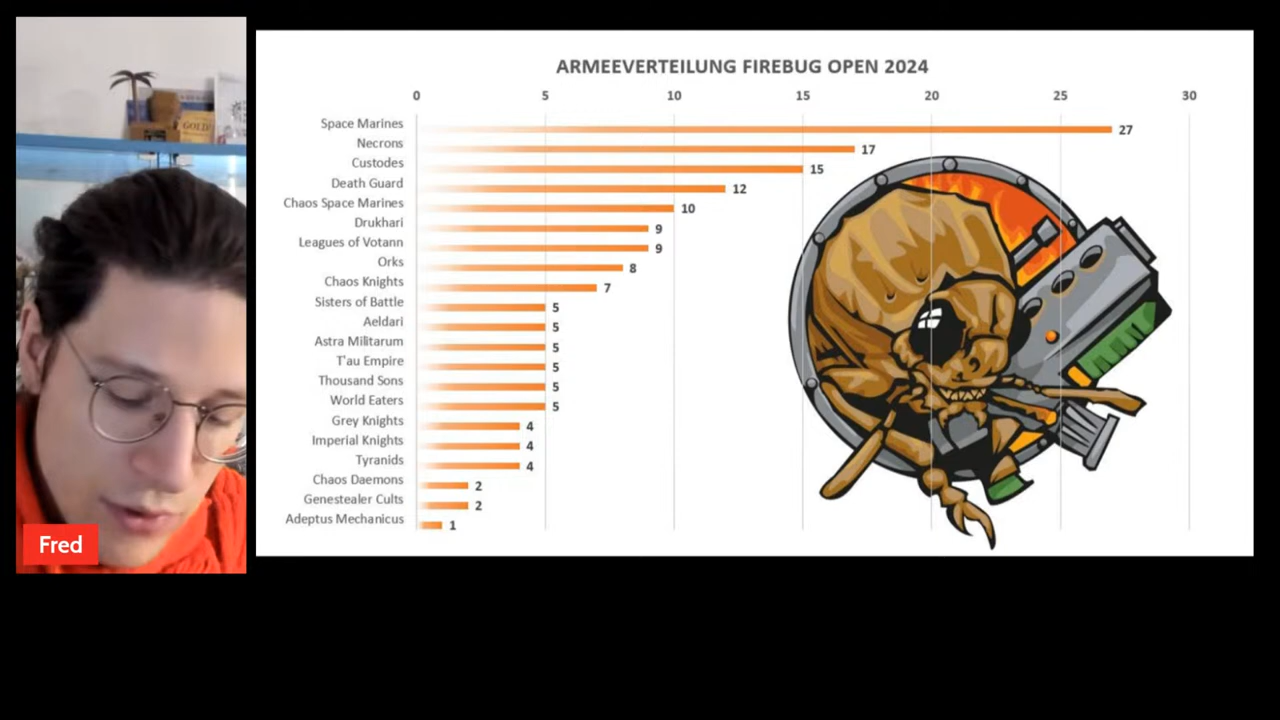 GOLD!
Fred
ARMEEVERTEILUNG FIREBUG OPEN 2024
0 5 10 15 20 25 30
Space Marines 27
Necrons 17
Custodes 15
Death Guard 12
Chaos Space Marines 10
Drukhari 9
Leagues of Votann 9
Orks 8
Chaos Knights 7
Sisters of Battle 5
Aeldari 5
Astra Militarum 5
T'au Empire 5
Thousand Sons 5
World Eaters 5
Grey Knights 4
Imperial Knights 4
Tyranids 4
Chaos Daemons 2
Genestealer Cults 2
Adeptus Mechanicus 1